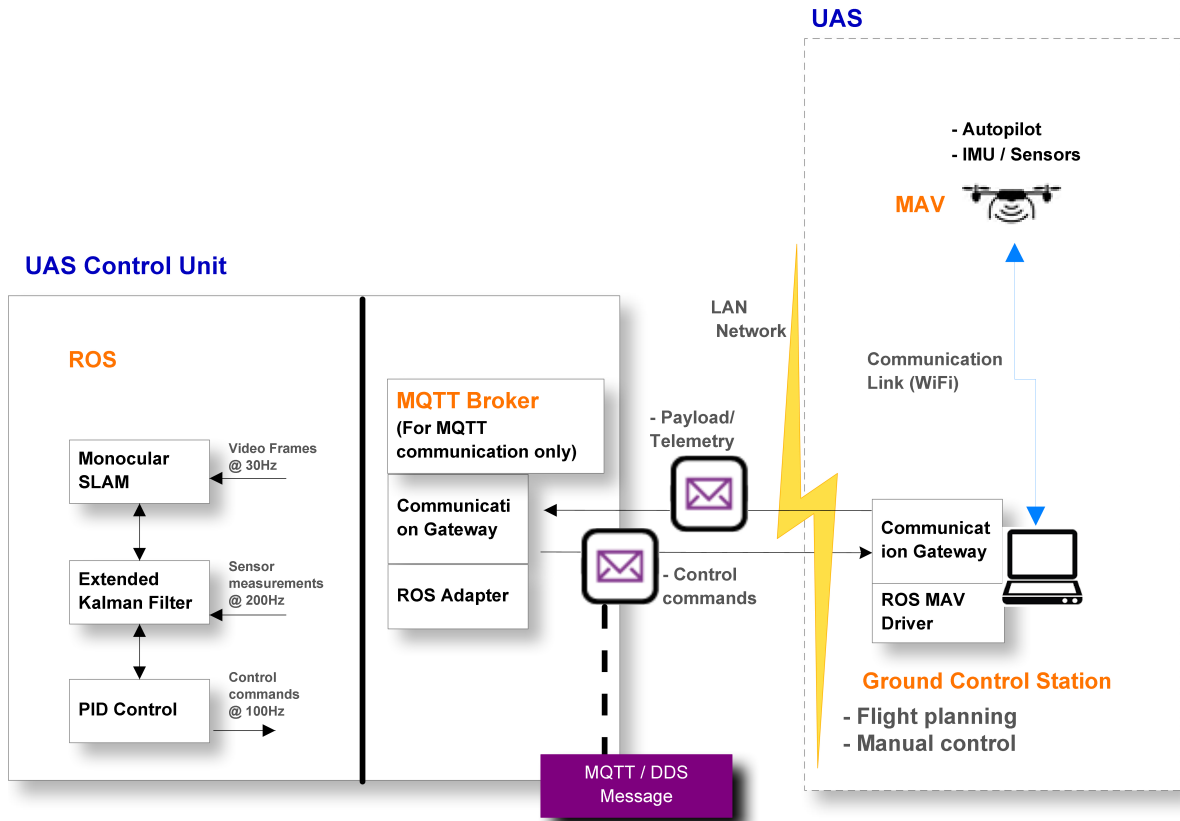 UAS
- Autopilot
- IMU / Sensors
MAV
UAS Control Unit
LAN
Network
Communication
Link (WiFi)
ROS
MQTT Broker
(For MQTT
communication only)
- Payload/
Telemetry
Monocular
SLAM
Video Frames
@ 30Hz
Communicati
on Gateway
Communicat
ion Gateway
Extended
Kalman Filter
Sensor
measurements
@ 200Hz
ROS Adapter
- Control
commands
ROS MAV
Driver
PID Control
Control
commands
@ 100Hz
Ground Control Station
- Flight planning
- Manual control
MQTT / DDS
Message